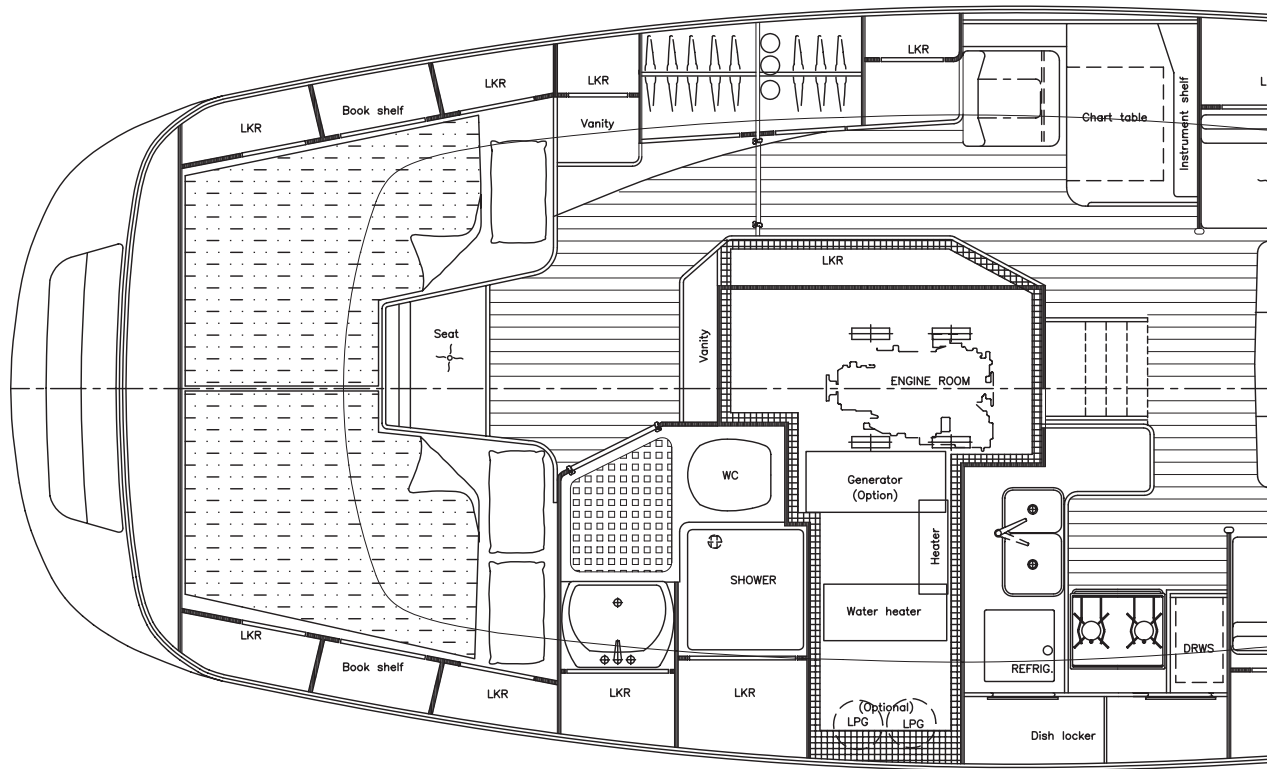 LKR
Book shelf
LKR
LKR
Vanity
LKR
Chart table
Instrument shelf
L
LKR
Vanity
Seat
ENGINE ROOM
WC
Generator
(Option)
Heater
SHOWER
Water heater
REFRIG.
DRWS
LKR
Book shelf
LKR
LKR
LKR
(Optional)
LPG
LPG
Dish locker